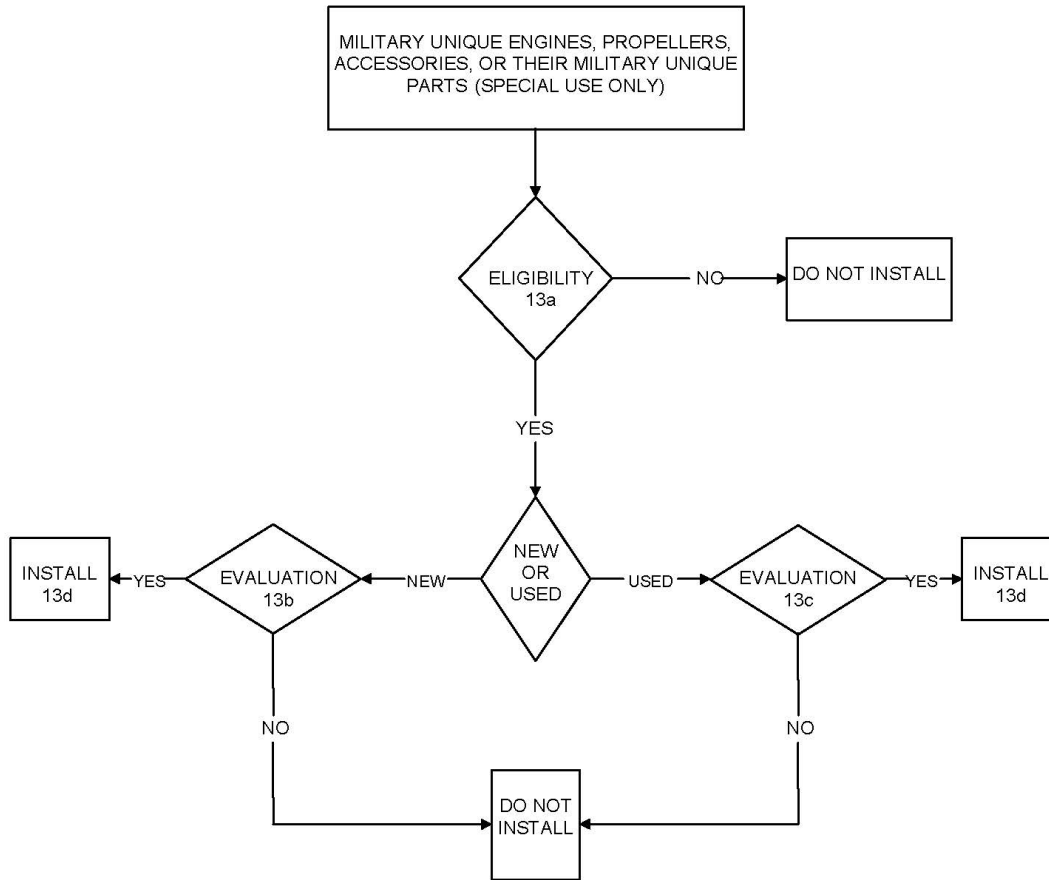 MILITARY UNIQUE ENGINES, PROPELLERS,
ACCESSORIES, OR THEIR MILITARY UNIQUE
PARTS (SPECIAL USE ONLY)
ELIGIBILITY
13a
NO
DO NOT INSTALL
YES
NEW
OR
USED
NEW
EVALUATION
13b
YES
INSTALL
13d
USED
EVALUATION
13c
YES
INSTALL
13d
NO
NO
DO NOT
INSTALL